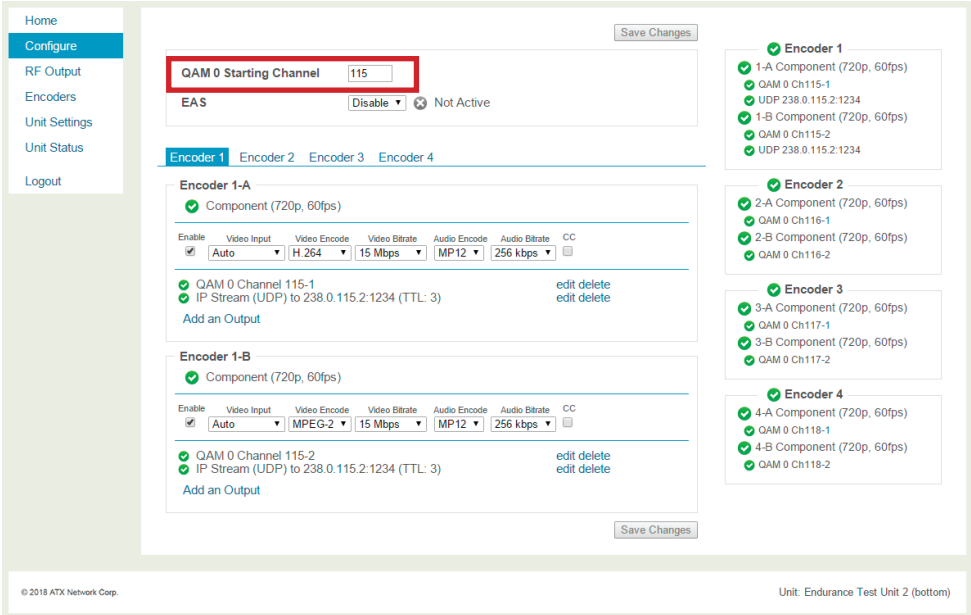 Home
Configure
RF Output
Encoders
Unit Settings
Unit Status
Logout
Save Changes
QAM 0 Starting Channel 115
EAS Disable Not Active
Encoder 1 Encoder 2 Encoder 3 Encoder 4
Encoder 1-A
Component (720p, 60fps)
Enable Video Input Video Encode Video Bitrate Audio Encode Audio Bitrate CC
Auto H.264 15 Mbps MP12 256 kbps
QAM 0 Channel 115-1 edit delete
IP Stream (UDP) to 238.0.115.2:1234 (TTL: 3) edit delete
Add an Output
Encoder 1-B
Component (720p, 60fps)
Enable Video Input Video Encode Video Bitrate Audio Encode Audio Bitrate CC
Auto MPEG-2 15 Mbps MP12 256 kbps
QAM 0 Channel 115-2 edit delete
IP Stream (UDP) to 238.0.115.2:1234 (TTL: 3) edit delete
Add an Output
Save Changes
Encoder 1
1-A Component (720p, 60fps)
QAM 0 Ch115-1
UDP 238.0.115.2:1234
1-B Component (720p, 60fps)
QAM 0 Ch115-2
UDP 238.0.115.2:1234
Encoder 2
2-A Component (720p, 60fps)
QAM 0 Ch116-1
2-B Component (720p, 60fps)
QAM 0 Ch116-2
Encoder 3
3-A Component (720p, 60fps)
QAM 0 Ch117-1
3-B Component (720p, 60fps)
QAM 0 Ch117-2
Encoder 4
4-A Component (720p, 60fps)
QAM 0 Ch118-1
4-B Component (720p, 60fps)
QAM 0 Ch118-2
© 2018 ATX Network Corp.
Unit: Endurance Test Unit 2 (bottom)